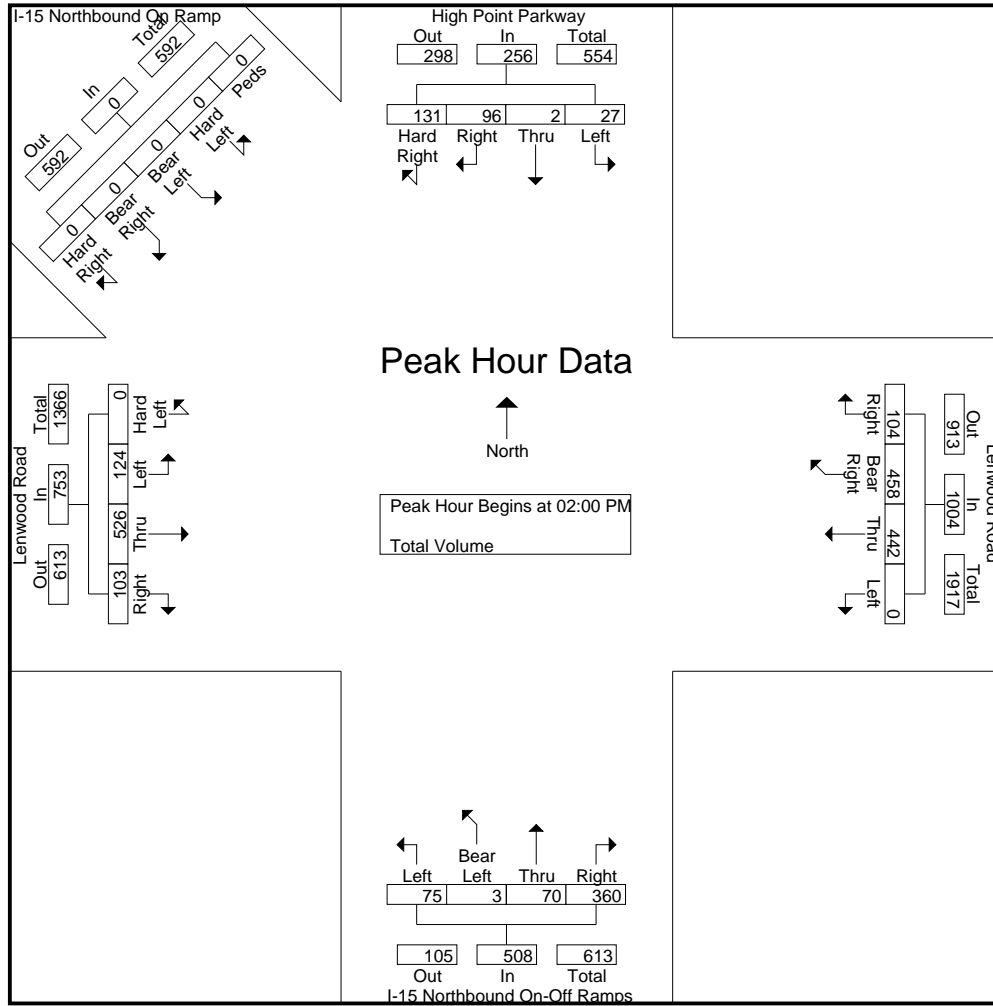 I-15 Northbound On Ramp
Total
592
In
0
Out
592
0
Peds
0
Hard
Left
0
Bear
Left
0
Bear
Right
0
Hard
Right
High Point Parkway
Out In Total
298 256 554
131 96 2 27
Hard
Right
Right Thru Left
Peak Hour Data
North
Peak Hour Begins at 02:00 PM
Total Volume
Lenwood Road
Total
1366
In
753
Out
613
0
Hard
Left
124
Left
526
Thru
103
Right
Right
104
Bear
Right
458
Thru
442
Left
0
Out
913
In
1004
Total
1917
Lenwood Road
Left
Bear
Left
Thru Right
75 3 70 360
105 508 613
Out In Total
I-15 Northbound On-Off Ramps